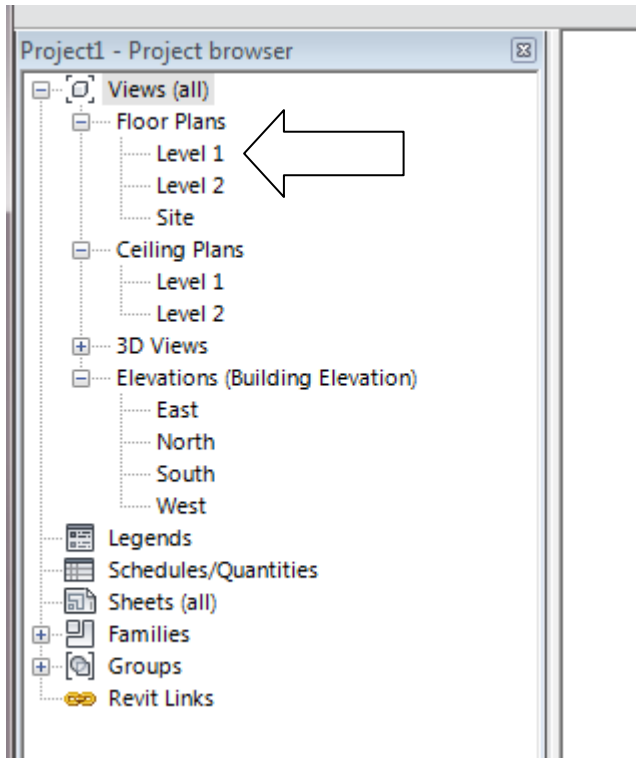 Project1 - Project browser
Views (all)
Floor Plans
Level 1
Level 2
Site
Ceiling Plans
Level 1
Level 2
3D Views
Elevations (Building Elevation)
East
North
South
West
Legends
Schedules/Quantities
Sheets (all)
Families
Groups
Revit Links